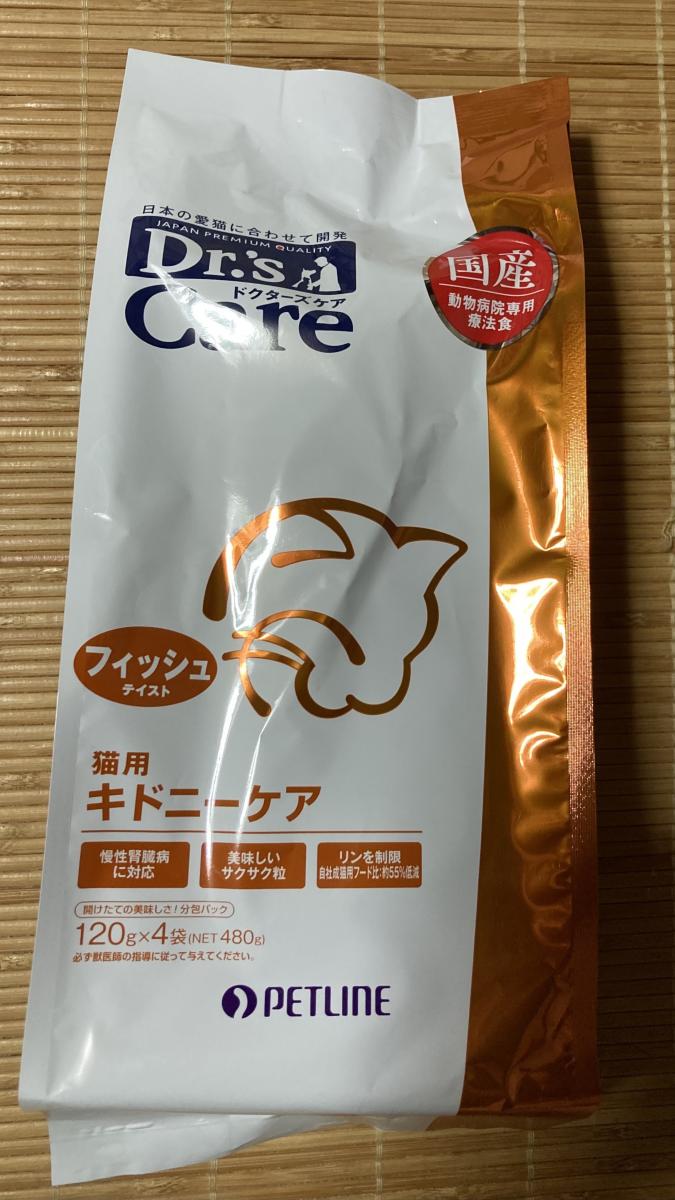 日本の愛猫に合わせて開発
JAPAN PREMIUM QUALITY
Dr.'s
ドクターズケア
Care
国産
動物病院専用
療法食
フィッシュ
テイスト
猫用
キドニーケア
慢性腎臓病
に対応
美味しい
サクサク粒
リンを制限
自社成猫用フード比:約55%低減
開けたての美味しさ!分包パック
120g×4袋(NET 480g)
必ず獣医師の指導に従って与えてください。
PETLINE